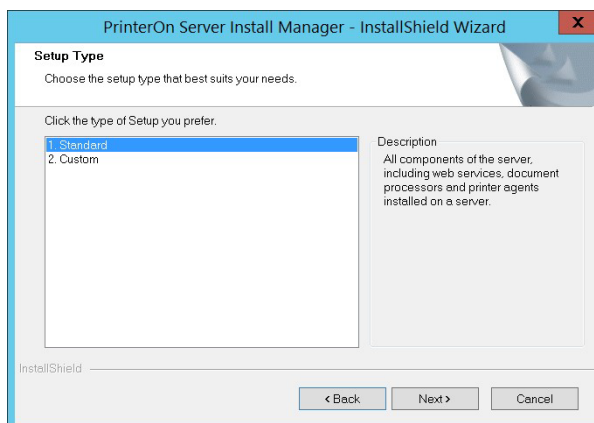 PrinterOn Server Install Manager - InstallShield Wizard
x
Setup Type
Choose the setup type that best suits your needs.
Click the type of Setup you prefer.
1. Standard
2. Custom
Description
All components of the server,
including web services, document
processors and printer agents
installed on a server.
InstallShield
< Back
Next >
Cancel